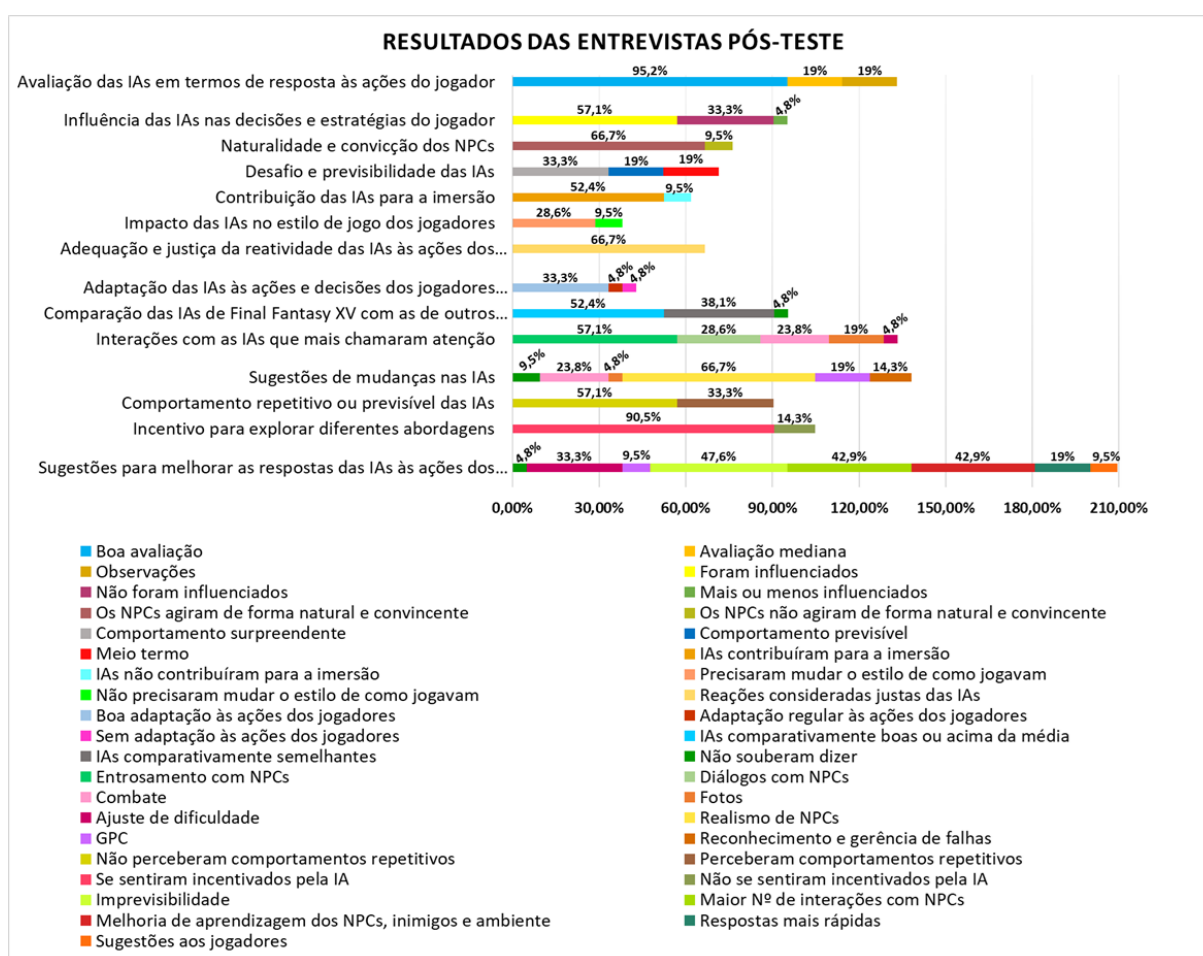 RESULTADOS DAS ENTREVISTAS PÓS-TESTE
Avaliação das IAs em termos de resposta às ações do jogador
95,2% 19% 19%
Influência das IAs nas decisões e estratégias do jogador
57,1% 33,3% 4,8%
Naturalidade e convicção dos NPCs
66,7% 9,5%
Desafio e previsibilidade das IAs
33,3% 19% 19%
Contribuição das IAs para a imersão
52,4% 9,5%
Impacto das IAs no estilo de jogo dos jogadores
28,6% 9,5%
Adequação e justiça da reatividade das IAs às ações dos...
66,7%
Adaptação das IAs às ações e decisões dos jogadores...
33,3% 4,8% 4,8%
Comparação das IAs de Final Fantasy XV com as de outros...
52,4% 38,1% 4,8%
Interações com as IAs que mais chamaram atenção
57,1% 28,6% 23,8% 19% 4,8%
Sugestões de mudanças nas IAs
9,5% 23,8% 4,8% 66,7% 19% 14,3%
Comportamento repetitivo ou previsível das IAs
57,1% 33,3%
Incentivo para explorar diferentes abordagens
90,5% 14,3%
Sugestões para melhorar as respostas das IAs às ações dos...
4,8% 33,3% 9,5% 47,6% 42,9% 42,9% 19% 9,5%
0,00% 30,00% 60,00% 90,00% 120,00% 150,00% 180,00% 210,00%
Boa avaliação
Avaliação mediana
Observações
Foram influenciados
Não foram influenciados
Mais ou menos influenciados
Os NPCs agiram de forma natural e convincente
Os NPCs não agiram de forma natural e convincente
Comportamento surpreendente
Comportamento previsível
Meio termo
IAs contribuíram para a imersão
IAs não contribuíram para a imersão
Precisaram mudar o estilo de como jogavam
Não precisaram mudar o estilo de como jogavam
Reações consideradas justas das IAs
Boa adaptação às ações dos jogadores
Adaptação regular às ações dos jogadores
Sem adaptação às ações dos jogadores
IAs comparativamente boas ou acima da média
IAs comparativamente semelhantes
Não souberam dizer
Entrosamento com NPCs
Diálogos com NPCs
Combate
Fotos
Ajuste de dificuldade
Realismo de NPCs
GPC
Reconhecimento e gerência de falhas
Não perceberam comportamentos repetitivos
Perceberam comportamentos repetitivos
Se sentiram incentivados pela IA
Não se sentiram incentivados pela IA
Imprevisibilidade
Maior Nº de interações com NPCs
Melhoria de aprendizagem dos NPCs, inimigos e ambiente
Respostas mais rápidas
Sugestões aos jogadores